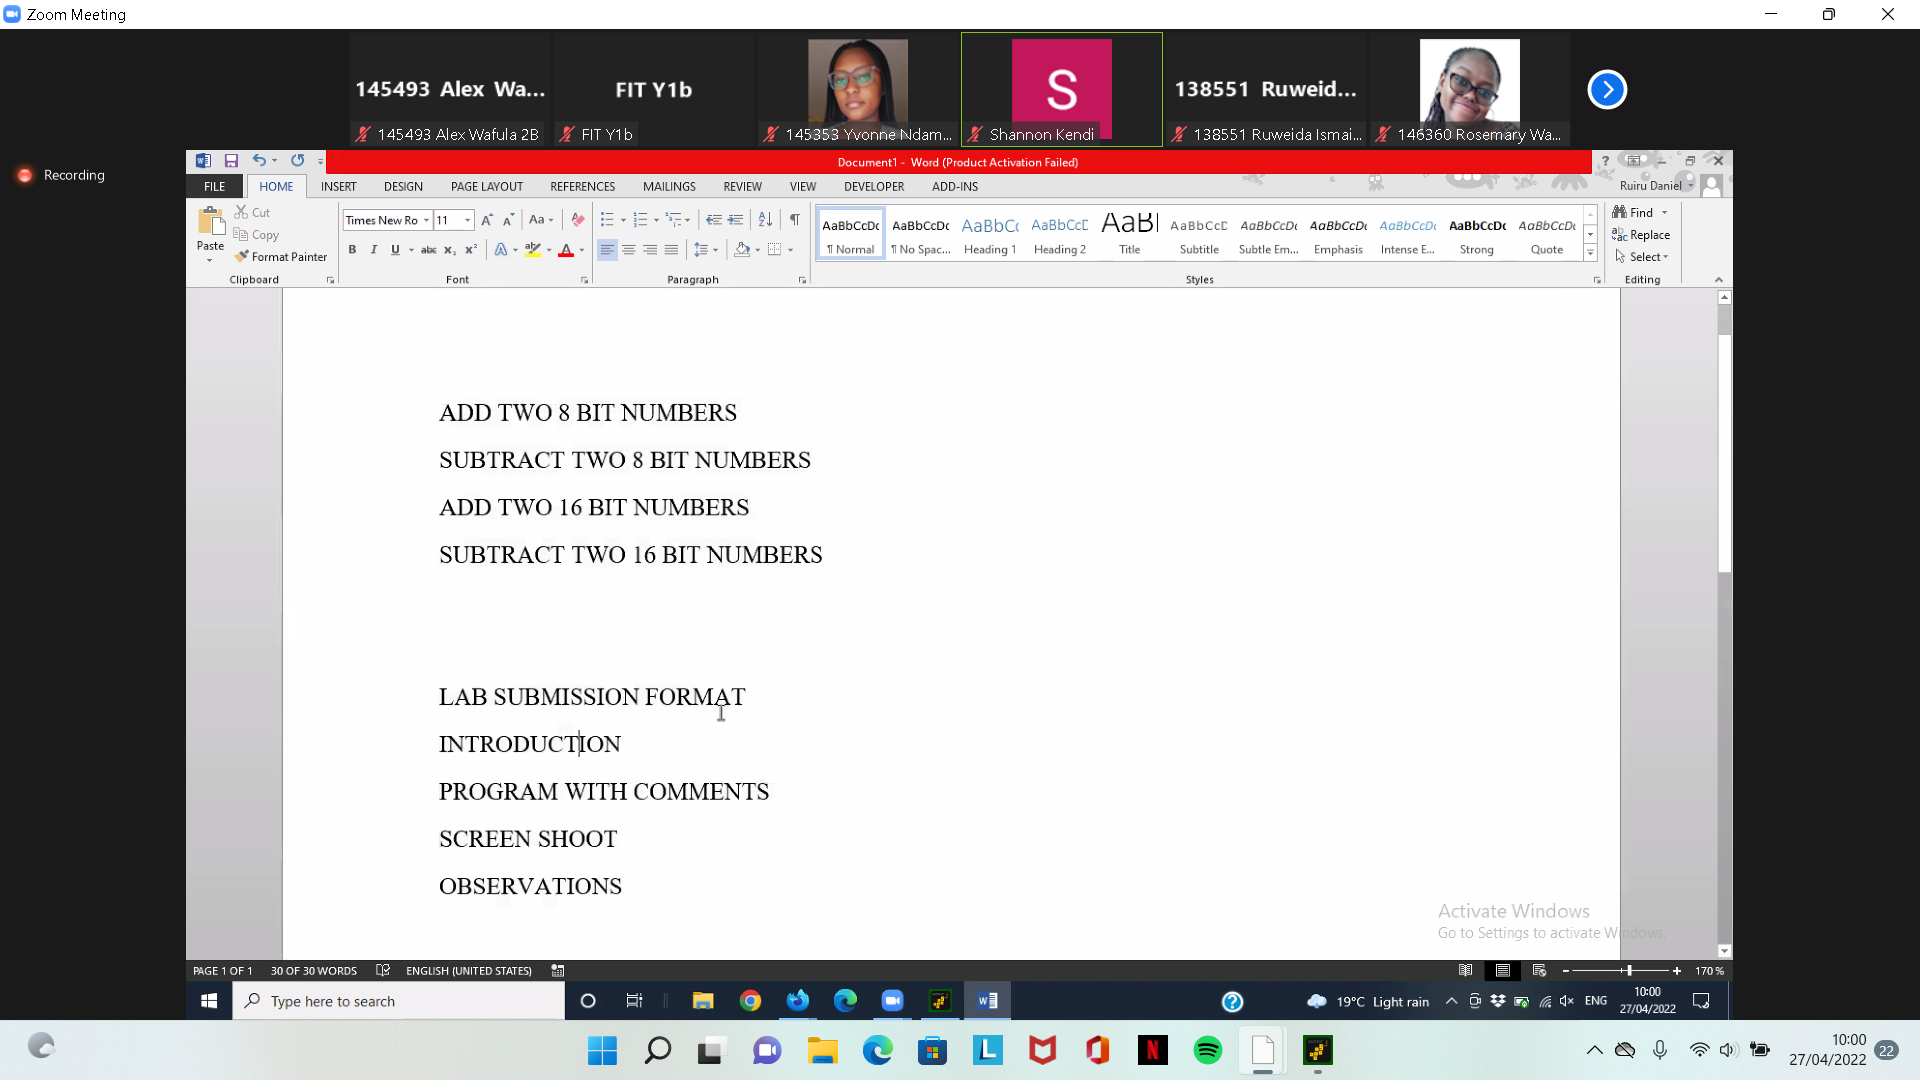 Zoom Meeting
145493 Alex Wa...
FIT Y1b
S
138551 Ruweid...
145493 Alex Wafula 2B
FIT Y1b
145353 Yvonne Ndam...
Shannon Kendi
138551 Ruweida Ismai...
146360 Rosemary Wa...
Recording
Document1 - Word (Product Activation Failed)
FILE
HOME
INSERT
DESIGN
PAGE LAYOUT
REFERENCES
MAILINGS
REVIEW
VIEW
DEVELOPER
ADD-INS
Ruiru Daniel
Paste
Cut
Copy
Format Painter
Clipboard
Times New Ro
11
Font
Paragraph
AaBbCcDc
¶ Normal
AaBbCcDc
¶ No Spac...
AaBbCc
Heading 1
AaBbCcD
Heading 2
AaBl
Title
AaBbCcD
Subtitle
AaBbCcDc
Subtle Em...
AaBbCcDc
Emphasis
AaBbCcDc
Intense E...
AaBbCcDc
Strong
AaBbCcDc
Quote
Styles
Find
Replace
Select
Editing
ADD TWO 8 BIT NUMBERS
SUBTRACT TWO 8 BIT NUMBERS
ADD TWO 16 BIT NUMBERS
SUBTRACT TWO 16 BIT NUMBERS
LAB SUBMISSION FORMAT
INTRODUCTION
PROGRAM WITH COMMENTS
SCREEN SHOOT
OBSERVATIONS
Activate Windows
Go to Settings to activate Windows.
PAGE 1 OF 1
30 OF 30 WORDS
ENGLISH (UNITED STATES)
170 %
Type here to search
19°C Light rain
ENG
10:00
27/04/2022
10:00
27/04/2022
22